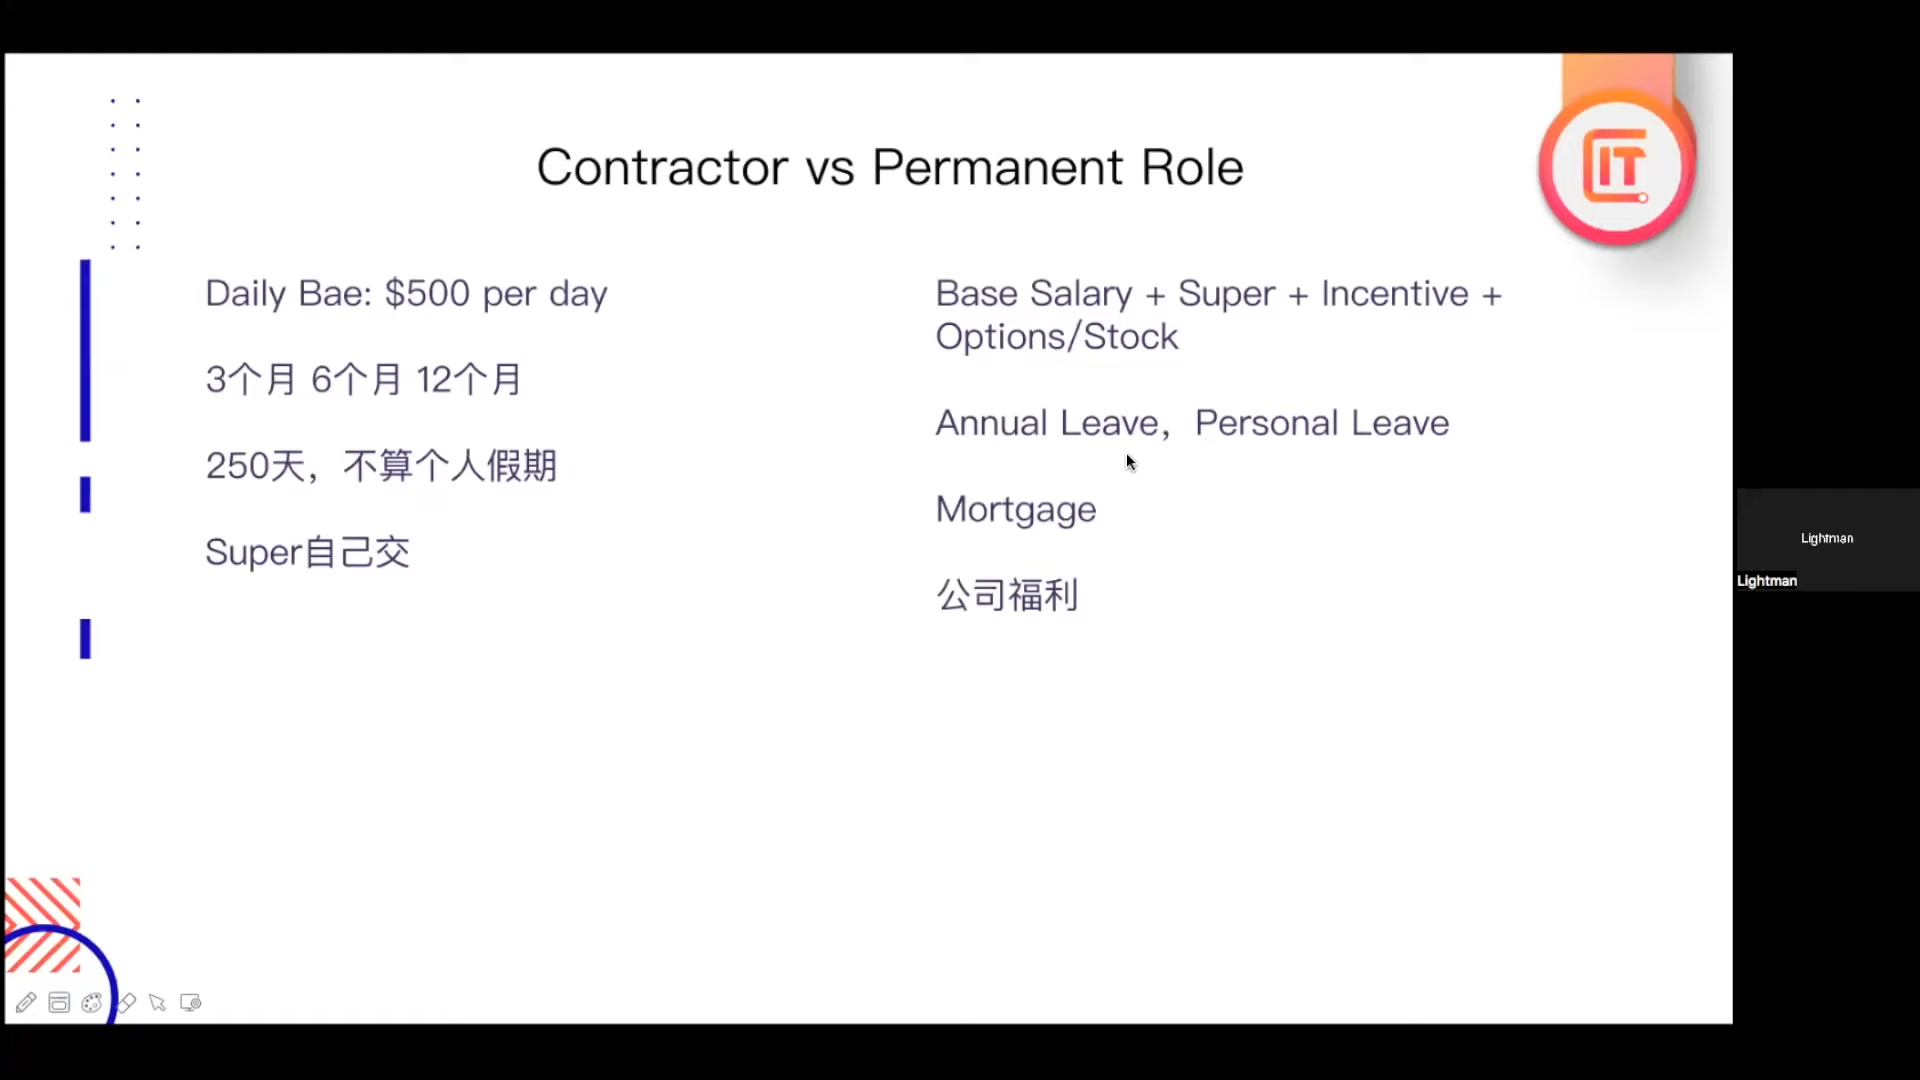 Contractor vs Permanent Role
IT
Daily Bae: $500 per day
3个月 6个月 12个月
250天，不算个人假期
Super自己交
Base Salary + Super + Incentive +
Options/Stock
Annual Leave，Personal Leave
Mortgage
公司福利
Lightman
Lightman